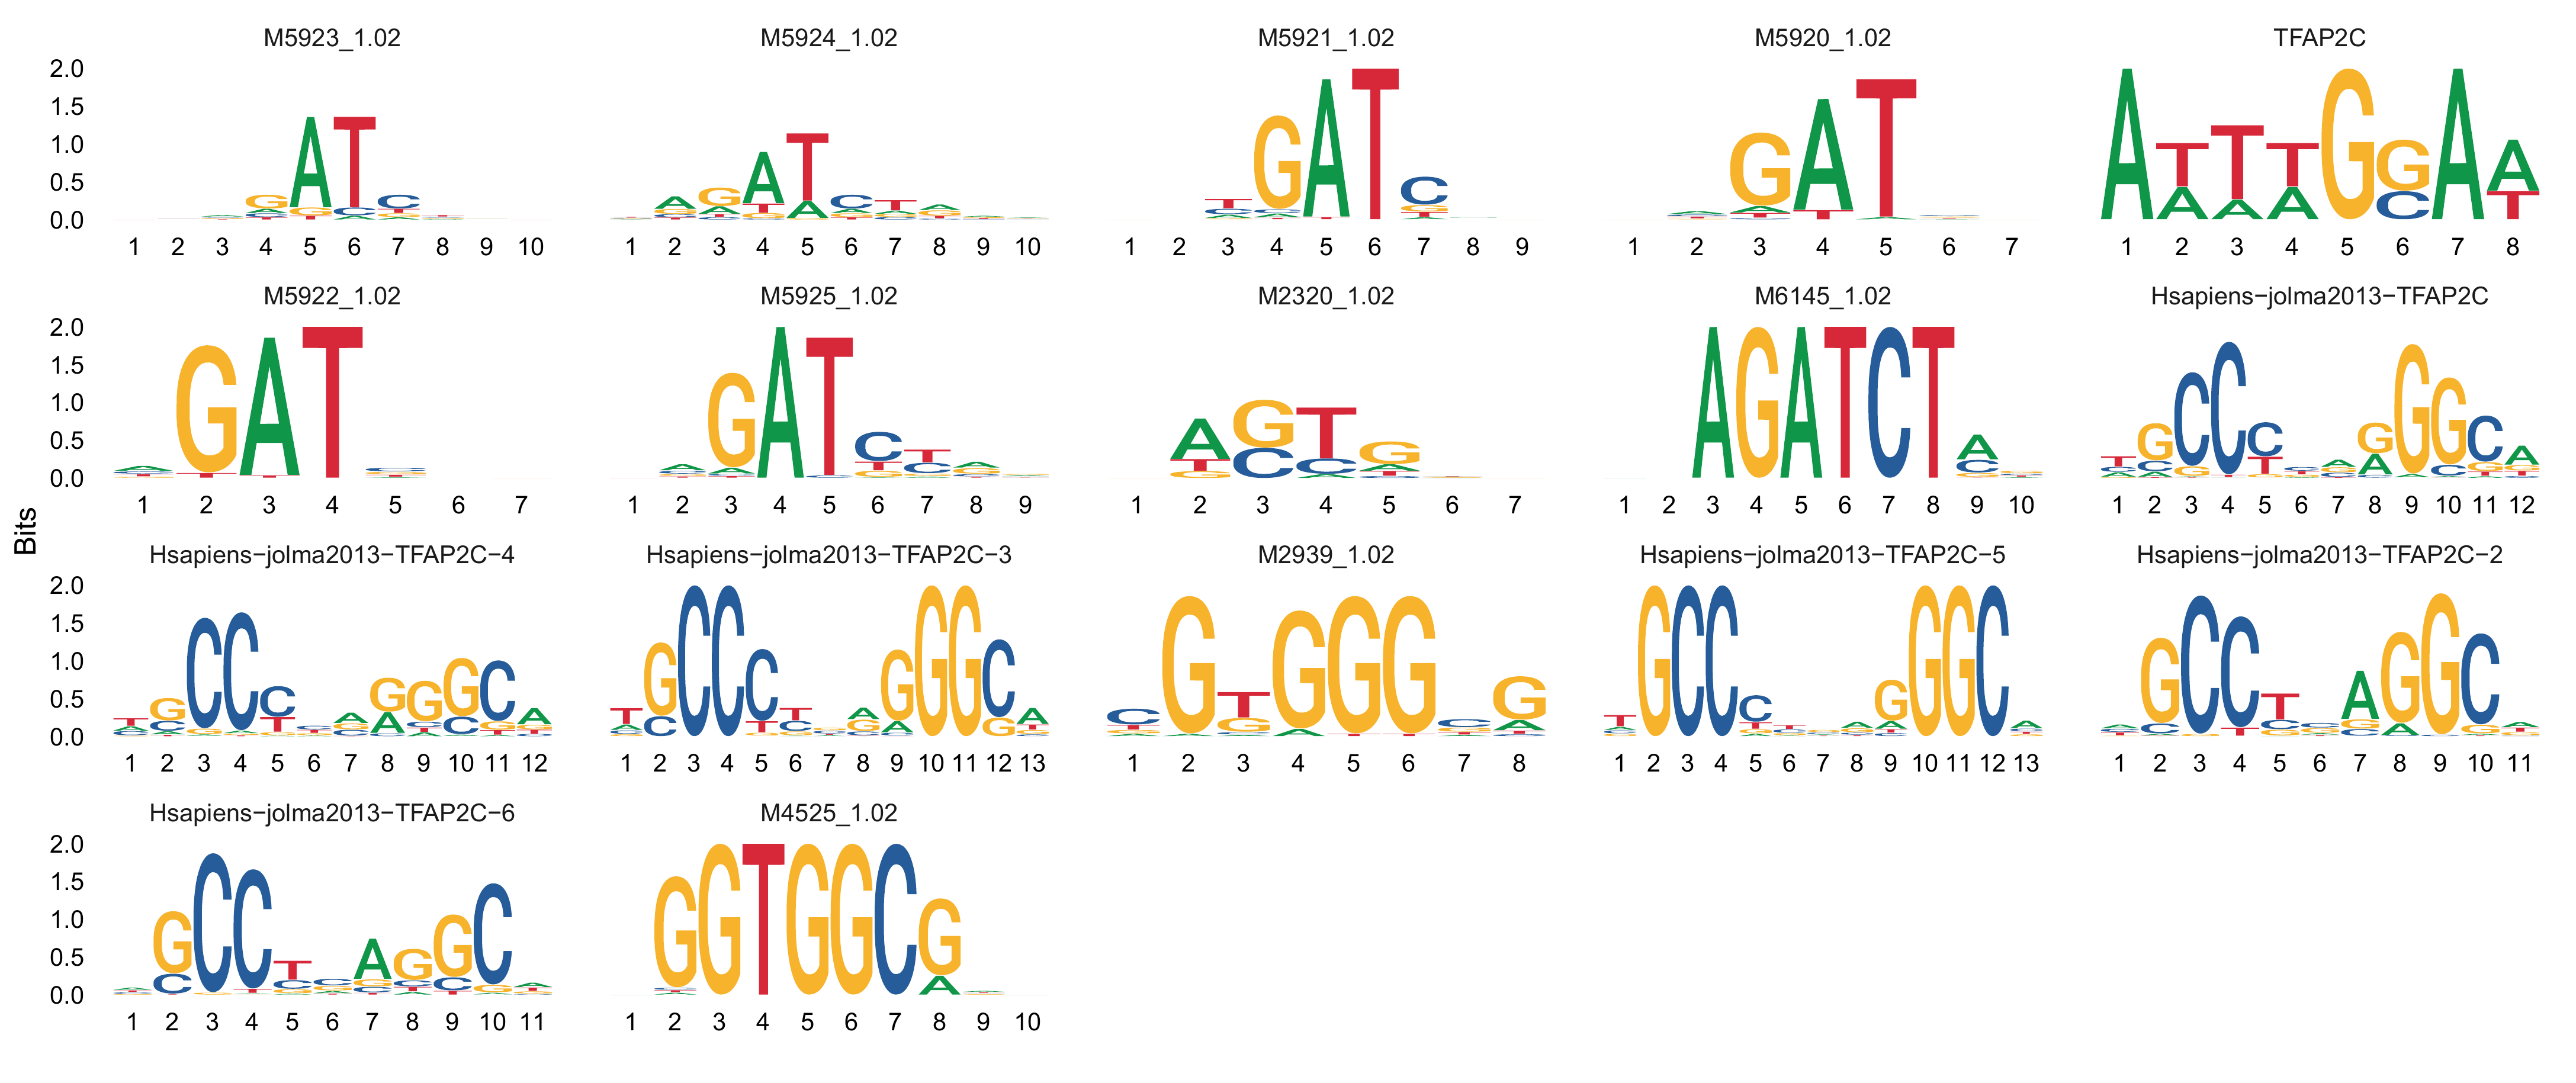 M5923_1.02 M5924_1.02 M5921_1.02 M5920_1.02 TFAP2C
2.0
1.5
1.0
0.5
0.0
1 2 3 4 5 6 7 8 9 10 1 2 3 4 5 6 7 8 9 10 1 2 3 4 5 6 7 8 9 1 2 3 4 5 6 7 1 2 3 4 5 6 7 8
M5922_1.02 M5925_1.02 M2320_1.02 M6145_1.02 Hsapiens−jolma2013−TFAP2C
2.0
1.5
1.0
0.5
0.0
1 2 3 4 5 6 7 1 2 3 4 5 6 7 8 9 1 2 3 4 5 6 7 1 2 3 4 5 6 7 8 9 10 1 2 3 4 5 6 7 8 9 10 11 12
Bits
Hsapiens−jolma2013−TFAP2C−4 Hsapiens−jolma2013−TFAP2C−3 M2939_1.02 Hsapiens−jolma2013−TFAP2C−5 Hsapiens−jolma2013−TFAP2C−2
2.0
1.5
1.0
0.5
0.0
1 2 3 4 5 6 7 8 9 10 11 12 1 2 3 4 5 6 7 8 9 10 11 12 13 1 2 3 4 5 6 7 8 1 2 3 4 5 6 7 8 9 10 11 12 13 1 2 3 4 5 6 7 8 9 10 11
Hsapiens−jolma2013−TFAP2C−6 M4525_1.02
2.0
1.5
1.0
0.5
0.0
1 2 3 4 5 6 7 8 9 10 11 1 2 3 4 5 6 7 8 9 10